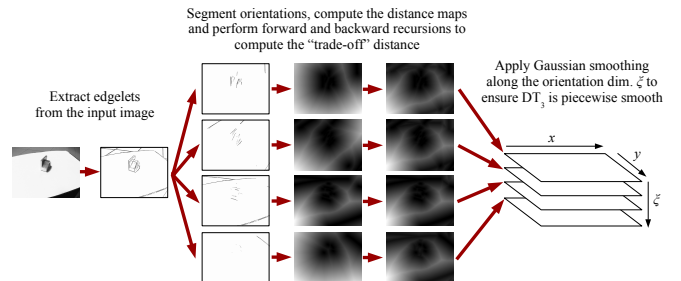 Segment orientations, compute the distance maps
and perform forward and backward recursions to
compute the “trade-off” distance
Extract edgelets
from the input image
Apply Gaussian smoothing
along the orientation dim. ξ to
ensure DT₃ is piecewise smooth
x
y
ξ